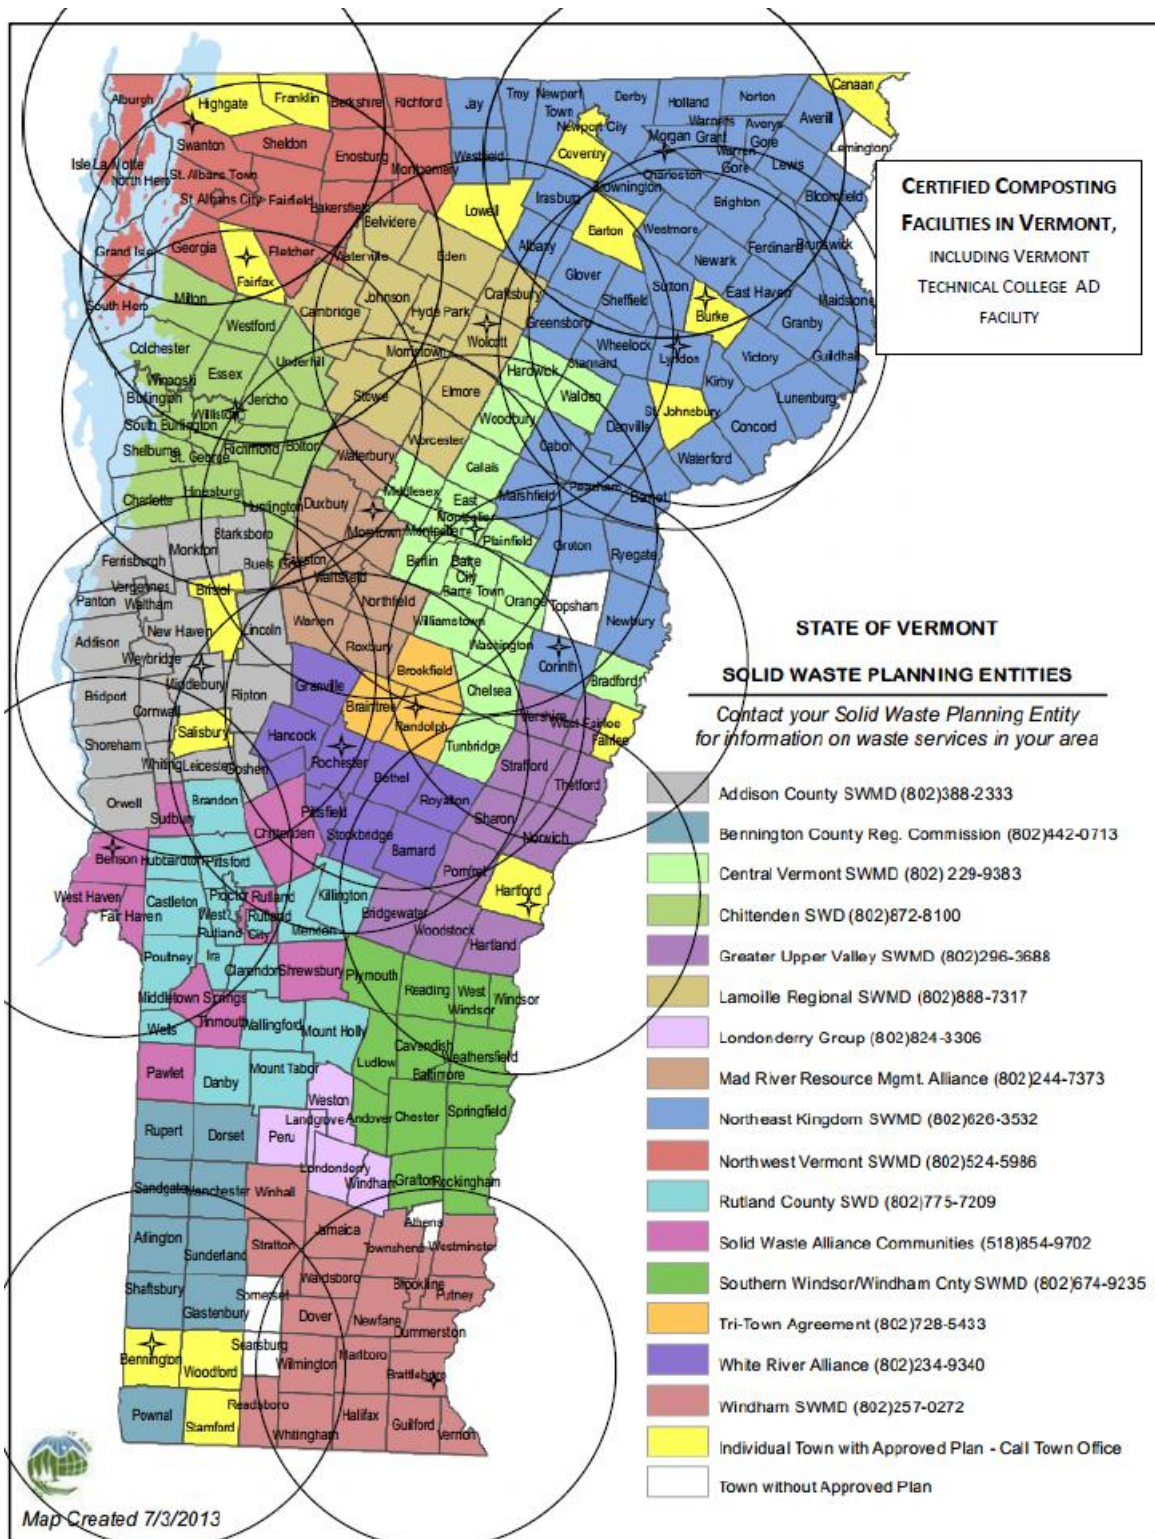 CERTIFIED COMPOSTING
FACILITIES IN VERMONT,
INCLUDING VERMONT
TECHNICAL COLLEGE AD
FACILITY
Alburgh
Highgate
Franklin
Berkshire
Richford
Jay
Troy
Newport
Town
Derby
Holland
Norton
Canaan
Averill
Lemington
Newport City
Morgan
Warners
Grant
Averys
Gore
Warren
Gore
Lewis
Bloomfield
Isle La Motte
North Hero
Swanton
Sheldon
Enosburg
Montgomery
Westfield
Coventry
Charleston
Brighton
St. Albans Town
St. Albans City
Fairfield
Bakersfield
Belvidere
Lowell
Irasburg
Brownington
Barton
Westmore
Ferdinand
Brunswick
Grand Isle
Georgia
Fairfax
Fletcher
Waterville
Eden
Albany
Newark
South Hero
Milton
Johnson
Craftsbury
Glover
Sheffield
Sutton
Burke
East Haven
Maidstone
Westford
Cambridge
Hyde Park
Wolcott
Greensboro
Granby
Colchester
Underhill
Morristown
Wheelock
Lyndon
Victory
Guildhall
Winooski
Essex
Jericho
Stowe
Elmore
Hardwick
Stannard
Walden
Kirby
Lunenburg
Burlington
Williston
South Burlington
Woodbury
Danville
St. Johnsbury
Concord
Shelburne
St. George
Richmond
Bolton
Waterbury
Worcester
Calais
Cabot
Waterford
Charlotte
Hinesburg
Huntington
Duxbury
Middlesex
East
Montpelier
Marshfield
Peacham
Barnet
Ferrisburgh
Monkton
Starksboro
Buels Gore
Fayston
Moretown
Montpelier
Plainfield
Groton
Ryegate
Vergennes
Panton
Waltham
Bristol
Waitsfield
Berlin
Barre
City
Barre Town
Orange
Topsham
Newbury
Addison
New Haven
Lincoln
Warren
Northfield
Williamstown
Washington
Corinth
Weybridge
Middlebury
Roxbury
Brookfield
Chelsea
Bradford
Bridport
Cornwall
Ripton
Granville
Braintree
Randolph
Vershire
West Fairlee
Fairlee
Shoreham
Salisbury
Hancock
Rochester
Tunbridge
Strafford
Whiting
Leicester
Goshen
Bethel
Thetford
Orwell
Sudbury
Brandon
Chittenden
Pittsfield
Royalton
Sharon
Norwich
Stockbridge
Barnard
Benson
Hubbardton
Pittsford
Pomfret
Hartford
West Haven
Fair Haven
Castleton
Proctor
Rutland
West
Rutland
Rutland
City
Killington
Mendon
Bridgewater
Woodstock
Hartland
Poultney
Ira
Clarendon
Shrewsbury
Plymouth
Reading
West
Windsor
Windsor
Middletown Springs
Tinmouth
Wallingford
Mount Holly
Wells
Cavendish
Weathersfield
Pawlet
Danby
Mount Tabor
Ludlow
Baltimore
Weston
Landgrove
Andover
Chester
Springfield
Rupert
Dorset
Peru
Londonderry
Windham
Grafton
Rockingham
Sandgate
Manchester
Winhall
Jamaica
Athens
Townshend
Westminster
Arlington
Sunderland
Stratton
Wardsboro
Brookline
Putney
Shaftsbury
Glastenbury
Somerset
Dover
Newfane
Dummerston
Bennington
Woodford
Searsburg
Wilmington
Marlboro
Brattleboro
Pownal
Stamford
Readsboro
Whitingham
Halifax
Guilford
Vernon
STATE OF VERMONT
SOLID WASTE PLANNING ENTITIES
Contact your Solid Waste Planning Entity
for information on waste services in your area
Addison County SWMD (802)388-2333
Bennington County Reg. Commission (802)442-0713
Central Vermont SWMD (802) 229-9383
Chittenden SWD (802)872-8100
Greater Upper Valley SWMD (802)296-3688
Lamoille Regional SWMD (802)888-7317
Londonderry Group (802)824-3306
Mad River Resource Mgmt. Alliance (802)244-7373
Northeast Kingdom SWMD (802)626-3532
Northwest Vermont SWMD (802)524-5986
Rutland County SWD (802)775-7209
Solid Waste Alliance Communities (518)854-9702
Southern Windsor/Windham Cnty SWMD (802)674-9235
Tri-Town Agreement (802)728-5433
White River Alliance (802)234-9340
Windham SWMD (802)257-0272
Individual Town with Approved Plan - Call Town Office
Town without Approved Plan
Map Created 7/3/2013